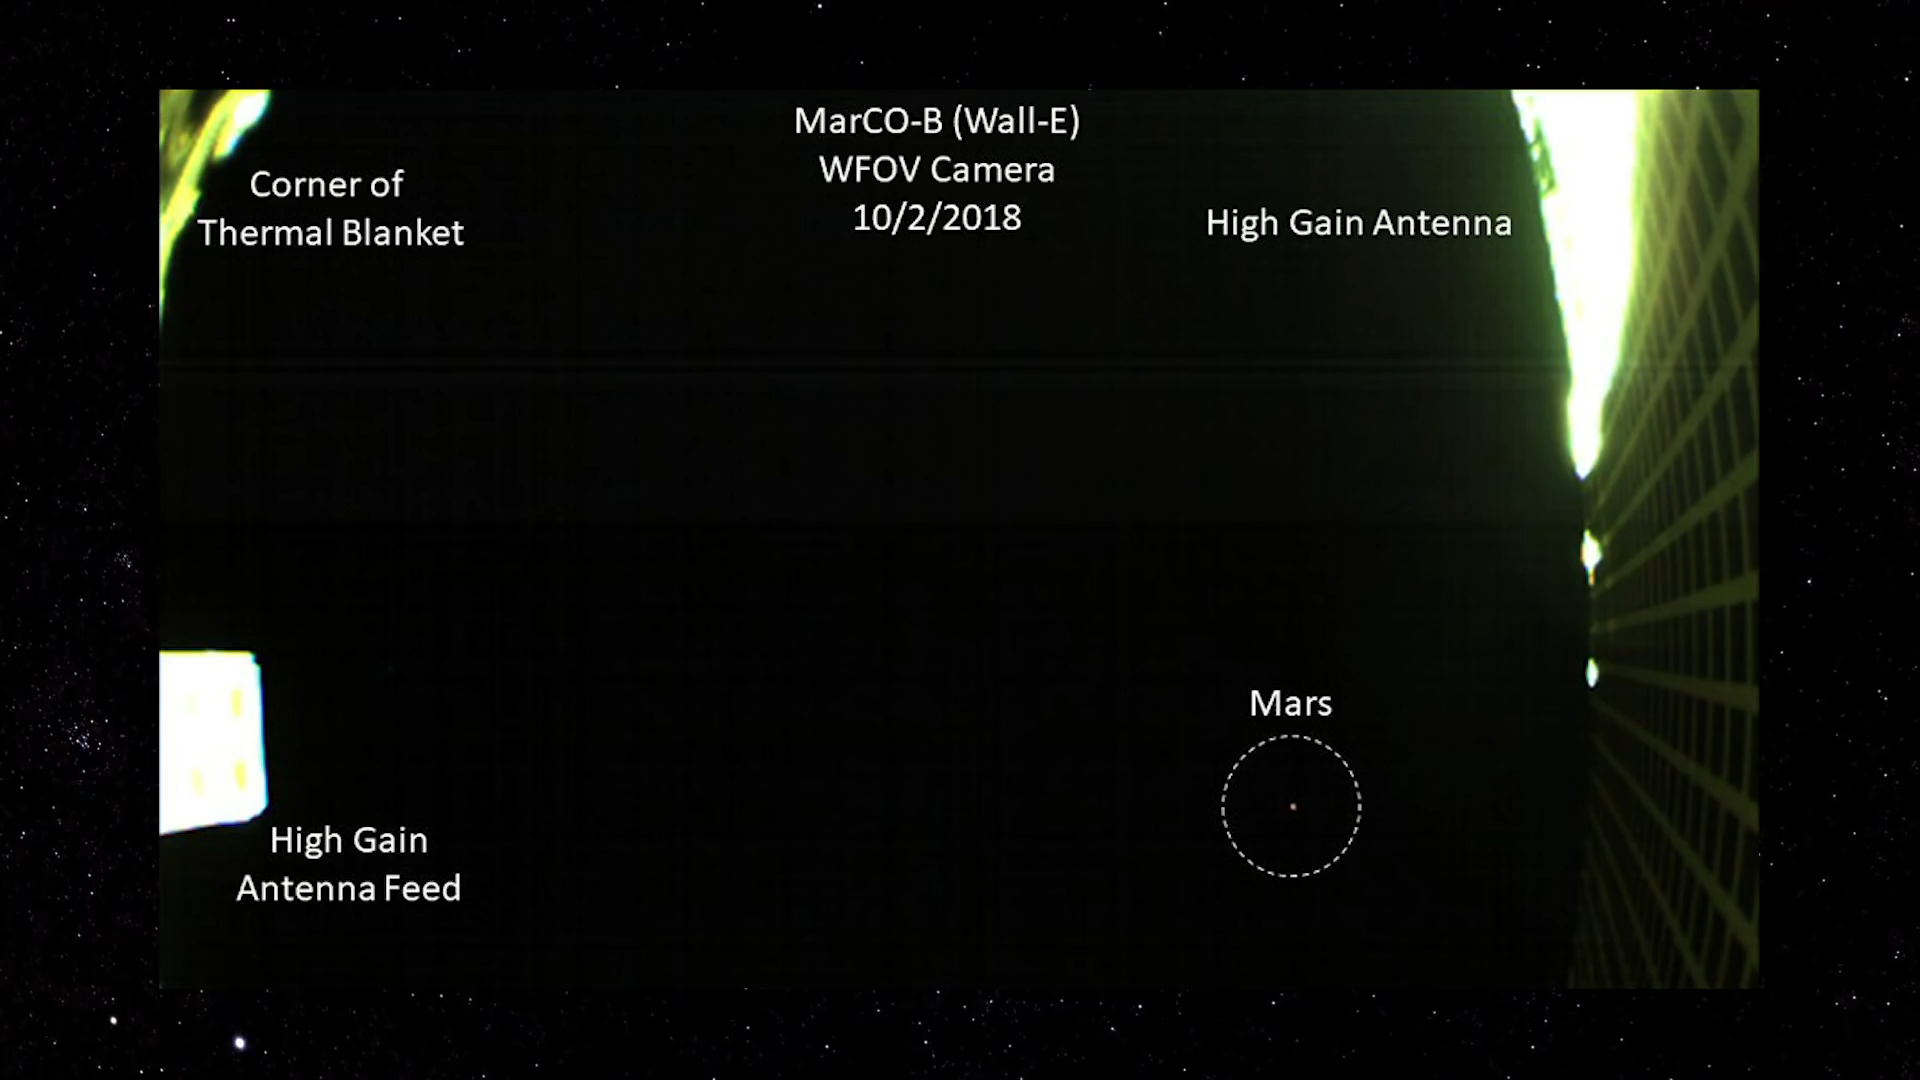 MarCO-B (Wall-E)
WFOV Camera
10/2/2018
Corner of
Thermal Blanket
High Gain Antenna
Mars
High Gain
Antenna Feed